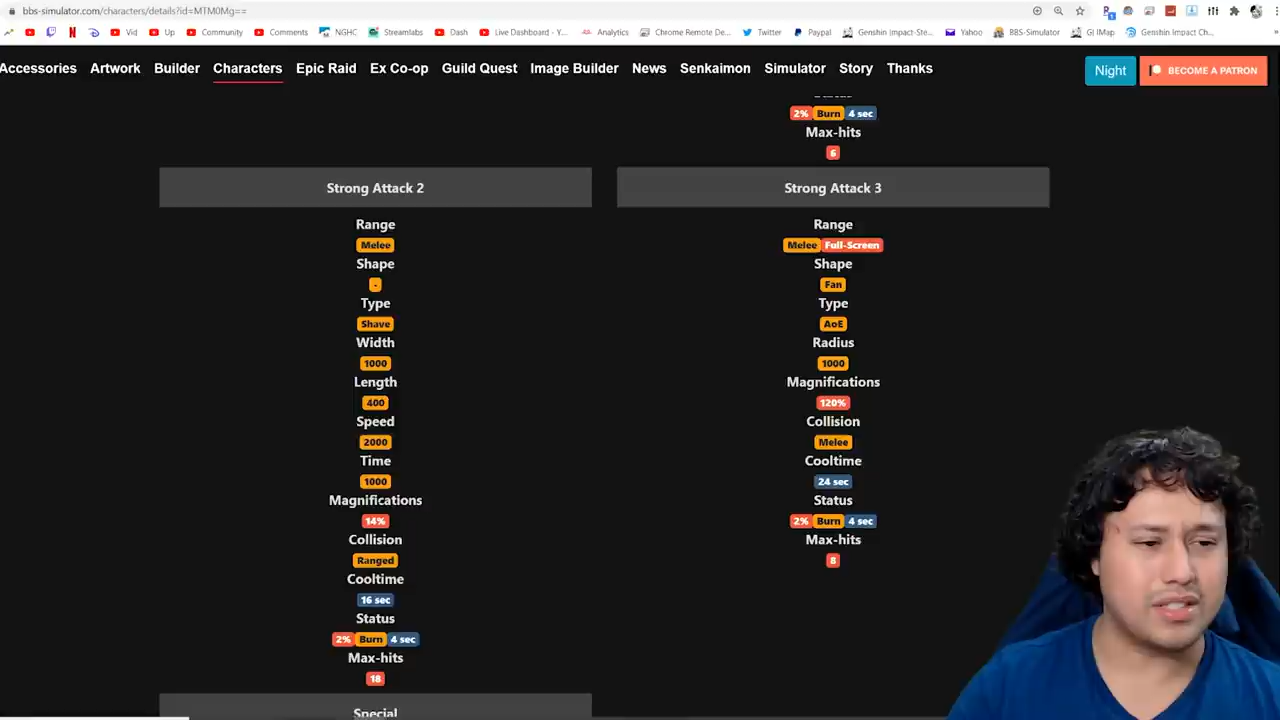 bbs-simulator.com/characters/details?id=MTM0Mg==
Vid Up Community Comments NGHC Streamlabs Dash Live Dashboard - Y... Analytics Chrome Remote De... Twitter Paypal Genshin Impact-Ste... Yahoo BBS-Simulator GI IMap Genshin Impact Ch...
Accessories Artwork Builder Characters Epic Raid Ex Co-op Guild Quest Image Builder News Senkaimon Simulator Story Thanks Night BECOME A PATRON
2% Burn 4 sec
Max-hits
6
Strong Attack 2
Range
Melee
Shape
-
Type
Shave
Width
1000
Length
400
Speed
2000
Time
1000
Magnifications
14%
Collision
Ranged
Cooltime
16 sec
Status
2% Burn 4 sec
Max-hits
18
Special
Strong Attack 3
Range
Melee Full-Screen
Shape
Fan
Type
AoE
Radius
1000
Magnifications
120%
Collision
Melee
Cooltime
24 sec
Status
2% Burn 4 sec
Max-hits
8